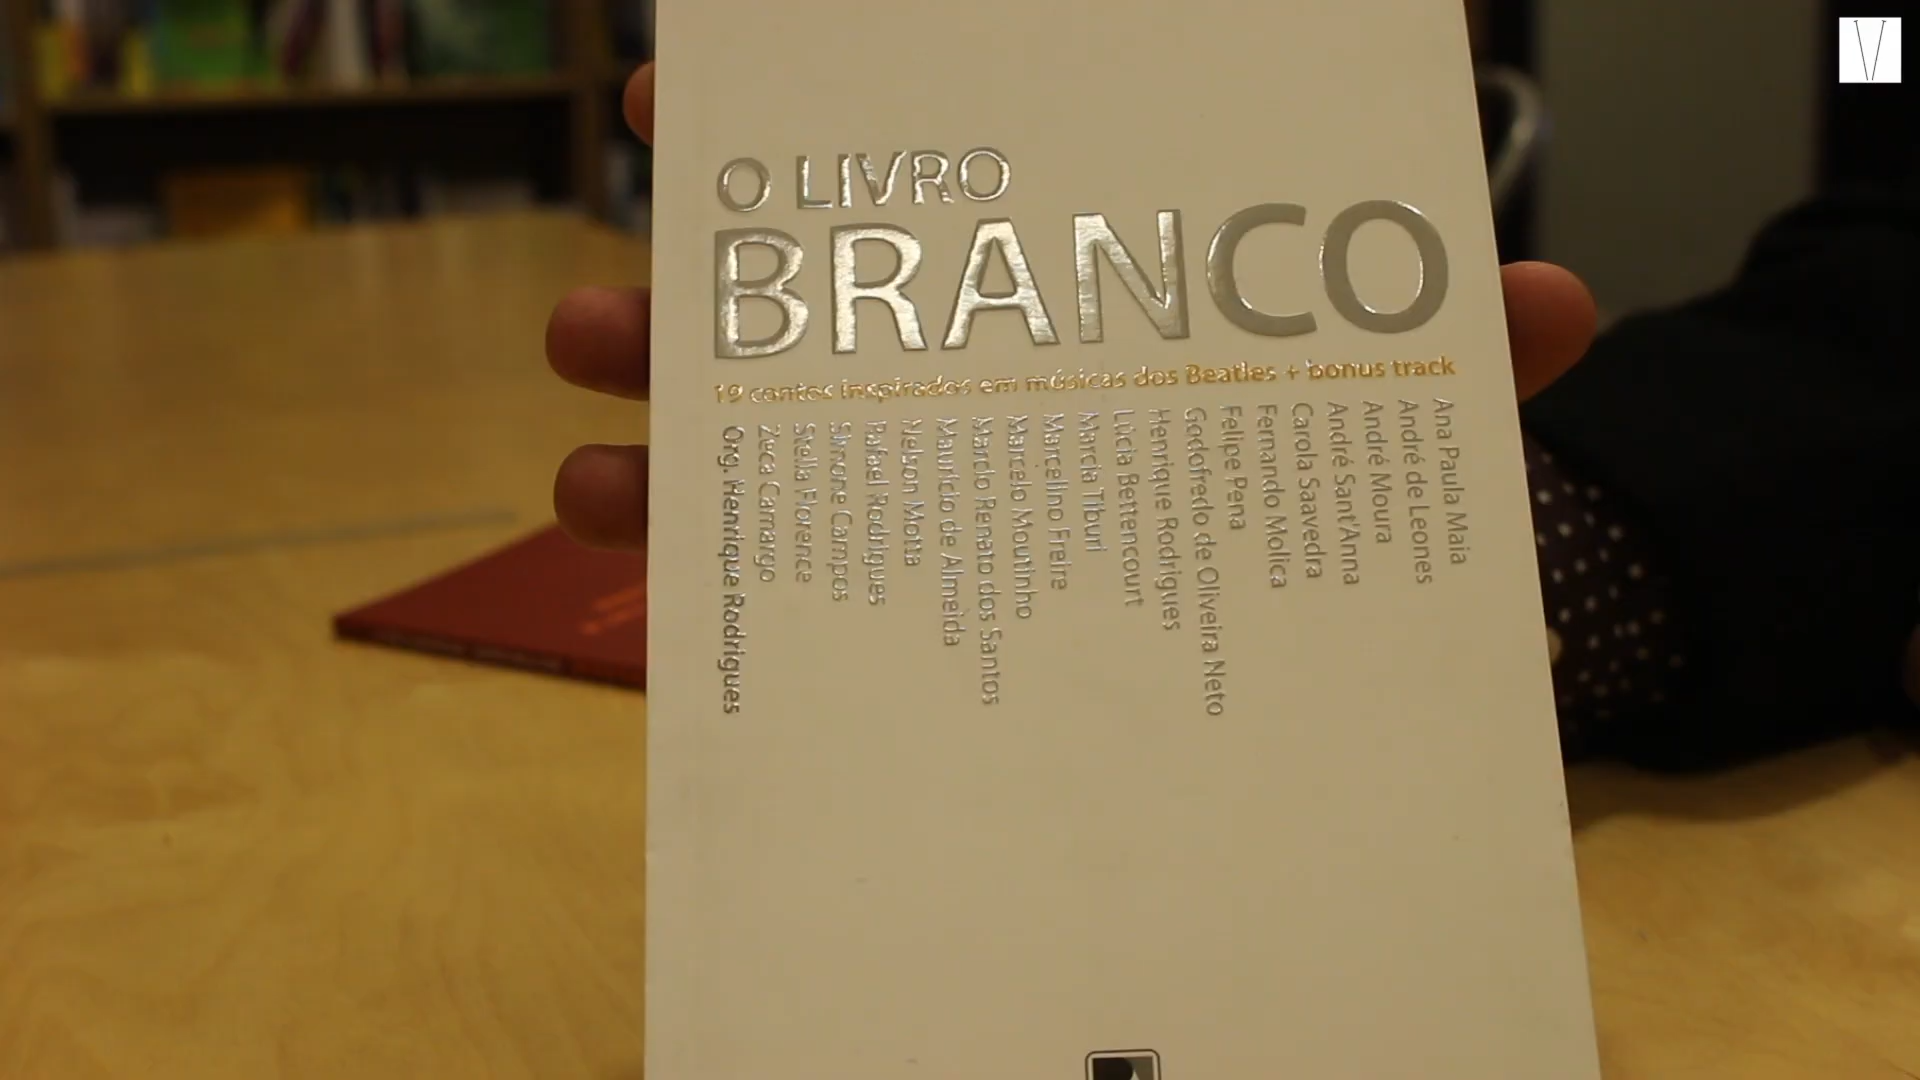 O LIVRO
BRANCO
19 contos inspirados em músicas dos Beatles + bonus track
Ana Paula Maia
André de Leones
André Moura
André Sant'Anna
Carola Saavedra
Fernando Molica
Felipe Pena
Godofredo de Oliveira Neto
Henrique Rodrigues
Lúcia Bettencourt
Marcia Tiburi
Marcelino Freire
Marcelo Moutinho
Marcio Renato dos Santos
Maurício de Almeida
Nelson Motta
Rafael Rodrigues
Simone Campos
Stella Florence
Zeca Camargo
Org. Henrique Rodrigues